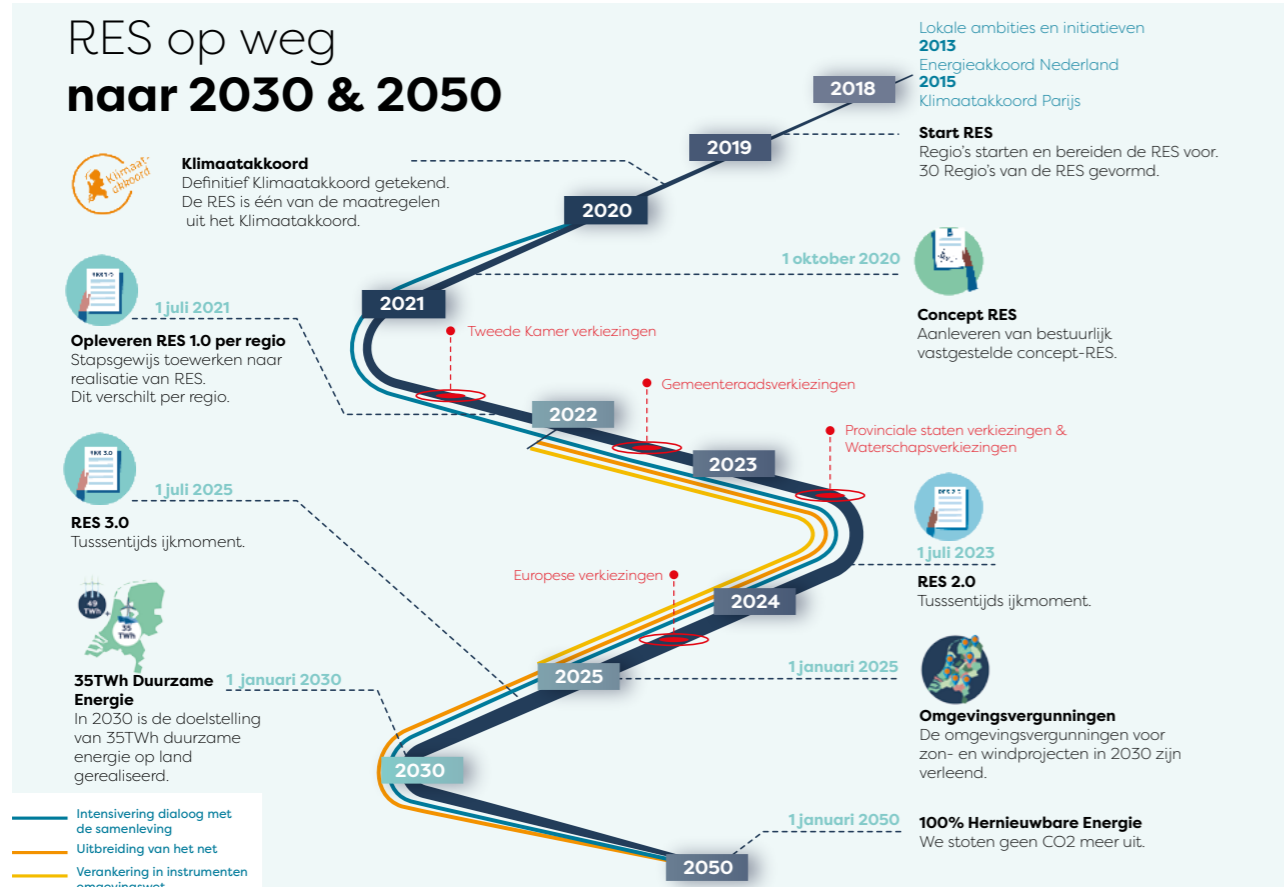 RES op weg
naar 2030 & 2050
Lokale ambities en initiatieven
2013
Energieakkoord Nederland
2015
Klimaatakkoord Parijs
2018
Start RES
Regio's starten en bereiden de RES voor.
30 Regio's van de RES gevormd.
2019
Klimaat-
akkoord
Klimaatakkoord
Definitief Klimaatakkoord getekend.
De RES is één van de maatregelen
uit het Klimaatakkoord.
2020
1 oktober 2020
Concept RES
Aanleveren van bestuurlijk
vastgestelde concept-RES.
2021
1 juli 2021
Opleveren RES 1.0 per regio
Stapsgewijs toewerken naar
realisatie van RES.
Dit verschilt per regio.
Tweede Kamer verkiezingen
2022
Gemeenteraadsverkiezingen
2023
Provinciale staten verkiezingen &
Waterschapsverkiezingen
RES 2.0
1 juli 2023
RES 2.0
Tusssentijds ijkmoment.
RES 3.0
1 juli 2025
RES 3.0
Tusssentijds ijkmoment.
Europese verkiezingen
2024
2025
1 januari 2025
Omgevingsvergunningen
De omgevingsvergunningen voor
zon- en windprojecten in 2030 zijn
verleend.
49
TWh
+
35
TWh
1 januari 2030
35TWh Duurzame
Energie
In 2030 is de doelstelling
van 35TWh duurzame
energie op land
gerealiseerd.
2030
1 januari 2050
100% Hernieuwbare Energie
We stoten geen CO2 meer uit.
2050
Intensivering dialoog met
de samenleving
Uitbreiding van het net
Verankering in instrumenten
omgevingswet